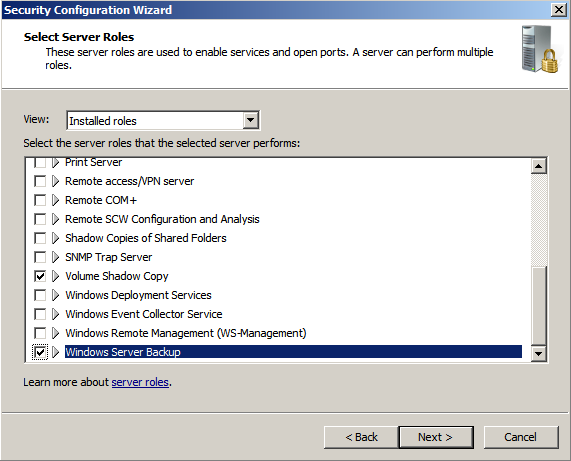 Security Configuration Wizard
Select Server Roles
These server roles are used to enable services and open ports. A server can perform multiple
roles.
View: Installed roles
Select the server roles that the selected server performs:
Print Server
Remote access/VPN server
Remote COM+
Remote SCW Configuration and Analysis
Shadow Copies of Shared Folders
SNMP Trap Server
Volume Shadow Copy
Windows Deployment Services
Windows Event Collector Service
Windows Remote Management (WS-Management)
Windows Server Backup
Learn more about server roles.
< Back Next > Cancel